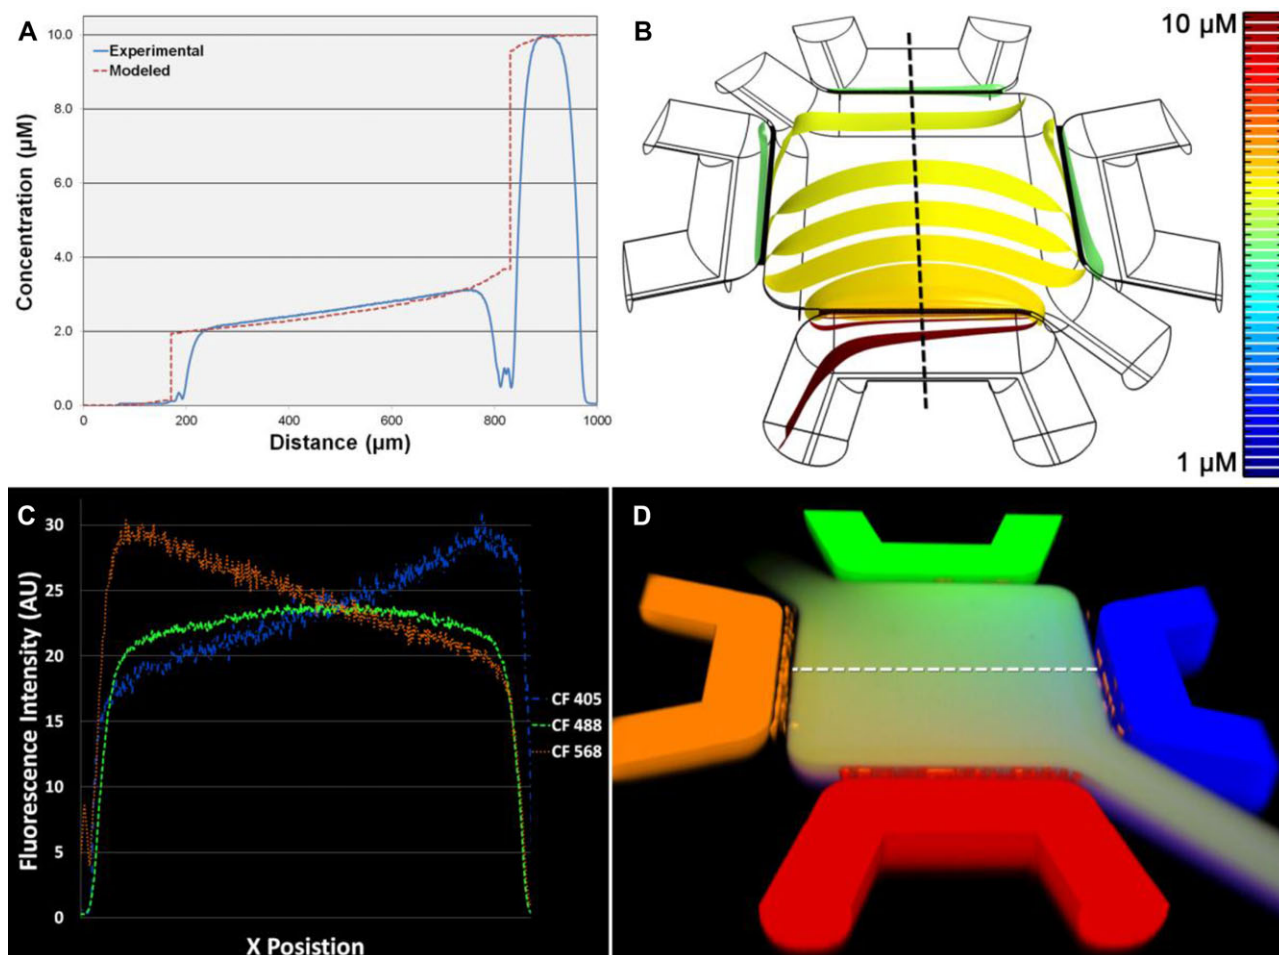 A
Experimental
Modeled
Concentration (µM)
10.0
8.0
6.0
4.0
2.0
0.0
0
200
400
600
800
1000
Distance (µm)
B
10 µM
1 µM
C
Fluorescence Intensity (AU)
30
25
20
15
10
5
0
CF 405
CF 488
CF 568
X Posistion
D